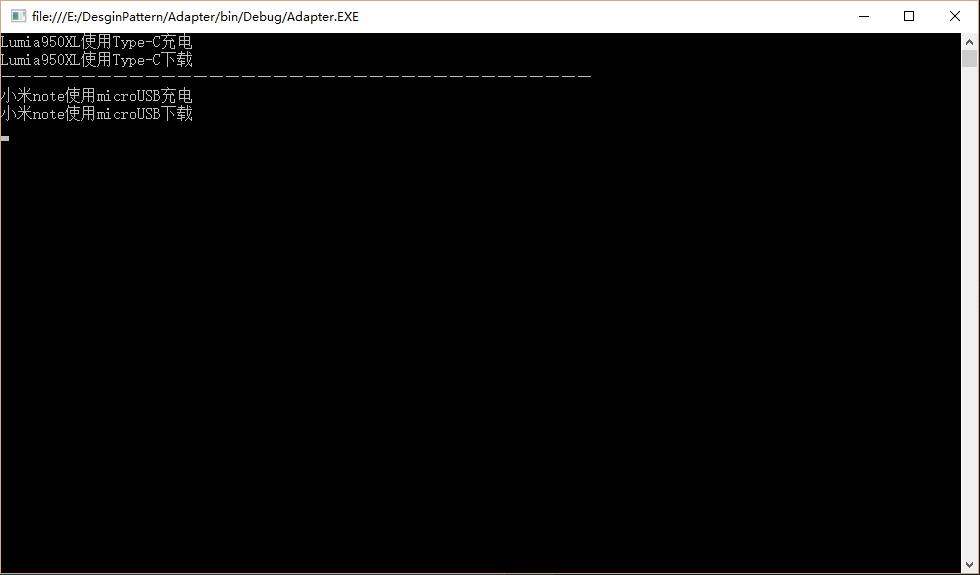 file:///E:/DesginPattern/Adapter/bin/Debug/Adapter.EXE
Lumia950XL使用Type-C充电
Lumia950XL使用Type-C下载
—————————————————————————————————————
小米note使用microUSB充电
小米note使用microUSB下载